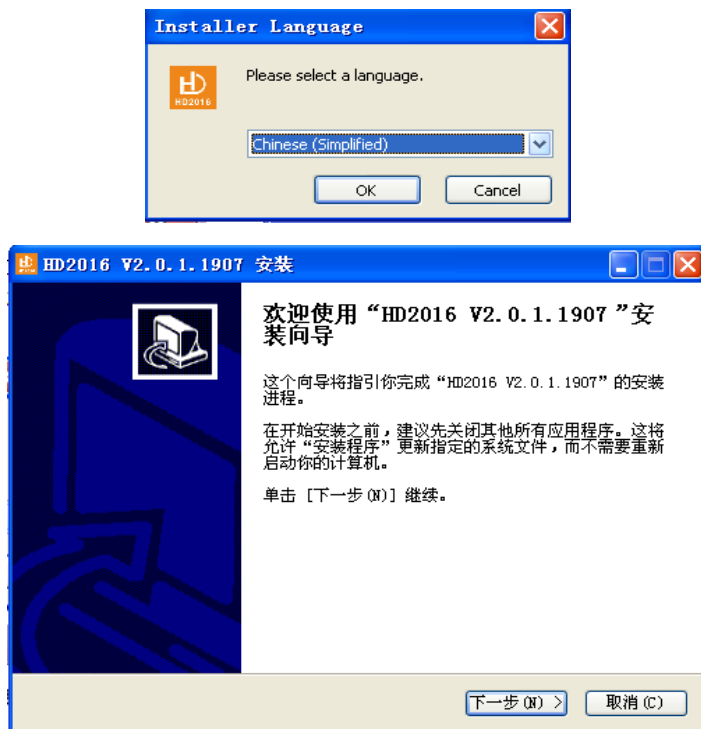 Installer Language
HD
HD2016
Please select a language.
Chinese (Simplified)
OK
Cancel
HD2016 V2.0.1.1907 安装
欢迎使用“HD2016 V2.0.1.1907 ”安
装向导
这个向导将指引你完成“HD2016 V2.0.1.1907”的安装
进程。
在开始安装之前，建议先关闭其他所有应用程序。这将
允许“安装程序”更新指定的系统文件，而不需要重新
启动你的计算机。
单击 [下一步(N)] 继续。
下一步(N) >
取消(C)